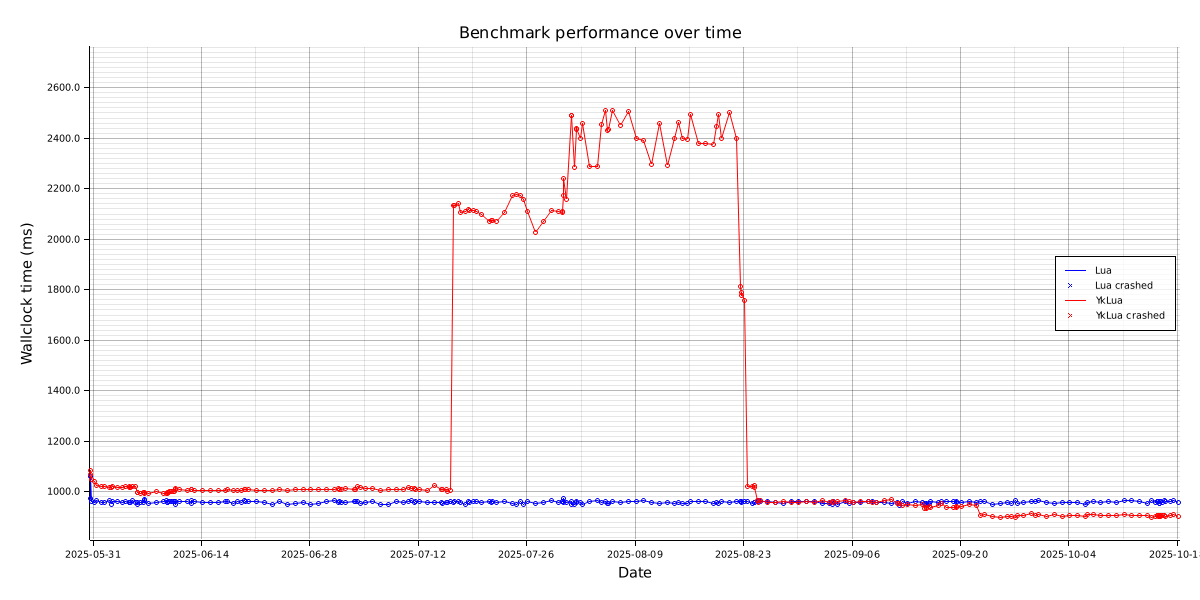 Benchmark performance over time
Wallclock time (ms)
2600.0
2400.0
2200.0
2000.0
1800.0
1600.0
1400.0
1200.0
1000.0
Lua
Lua crashed
YkLua
YkLua crashed
2025-05-31 2025-06-14 2025-06-28 2025-07-12 2025-07-26 2025-08-09 2025-08-23 2025-09-06 2025-09-20 2025-10-04 2025-10-1
Date